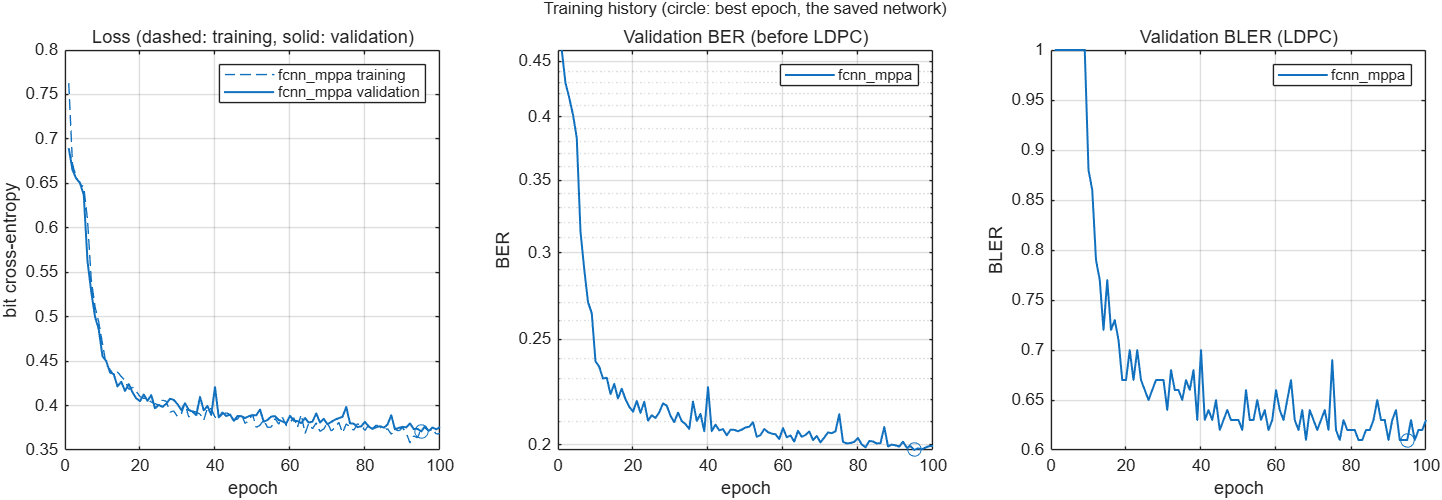 Training history (circle: best epoch, the saved network)
Loss (dashed: training, solid: validation)
fcnn_mppa training
fcnn_mppa validation
0.8
0.75
0.7
0.65
0.6
0.55
0.5
0.45
0.4
0.35
bit cross-entropy
0 20 40 60 80 100
epoch
Validation BER (before LDPC)
fcnn_mppa
0.45
0.4
0.35
0.3
0.25
0.2
BER
0 20 40 60 80 100
epoch
Validation BLER (LDPC)
fcnn_mppa
1
0.95
0.9
0.85
0.8
0.75
0.7
0.65
0.6
BLER
0 20 40 60 80 100
epoch